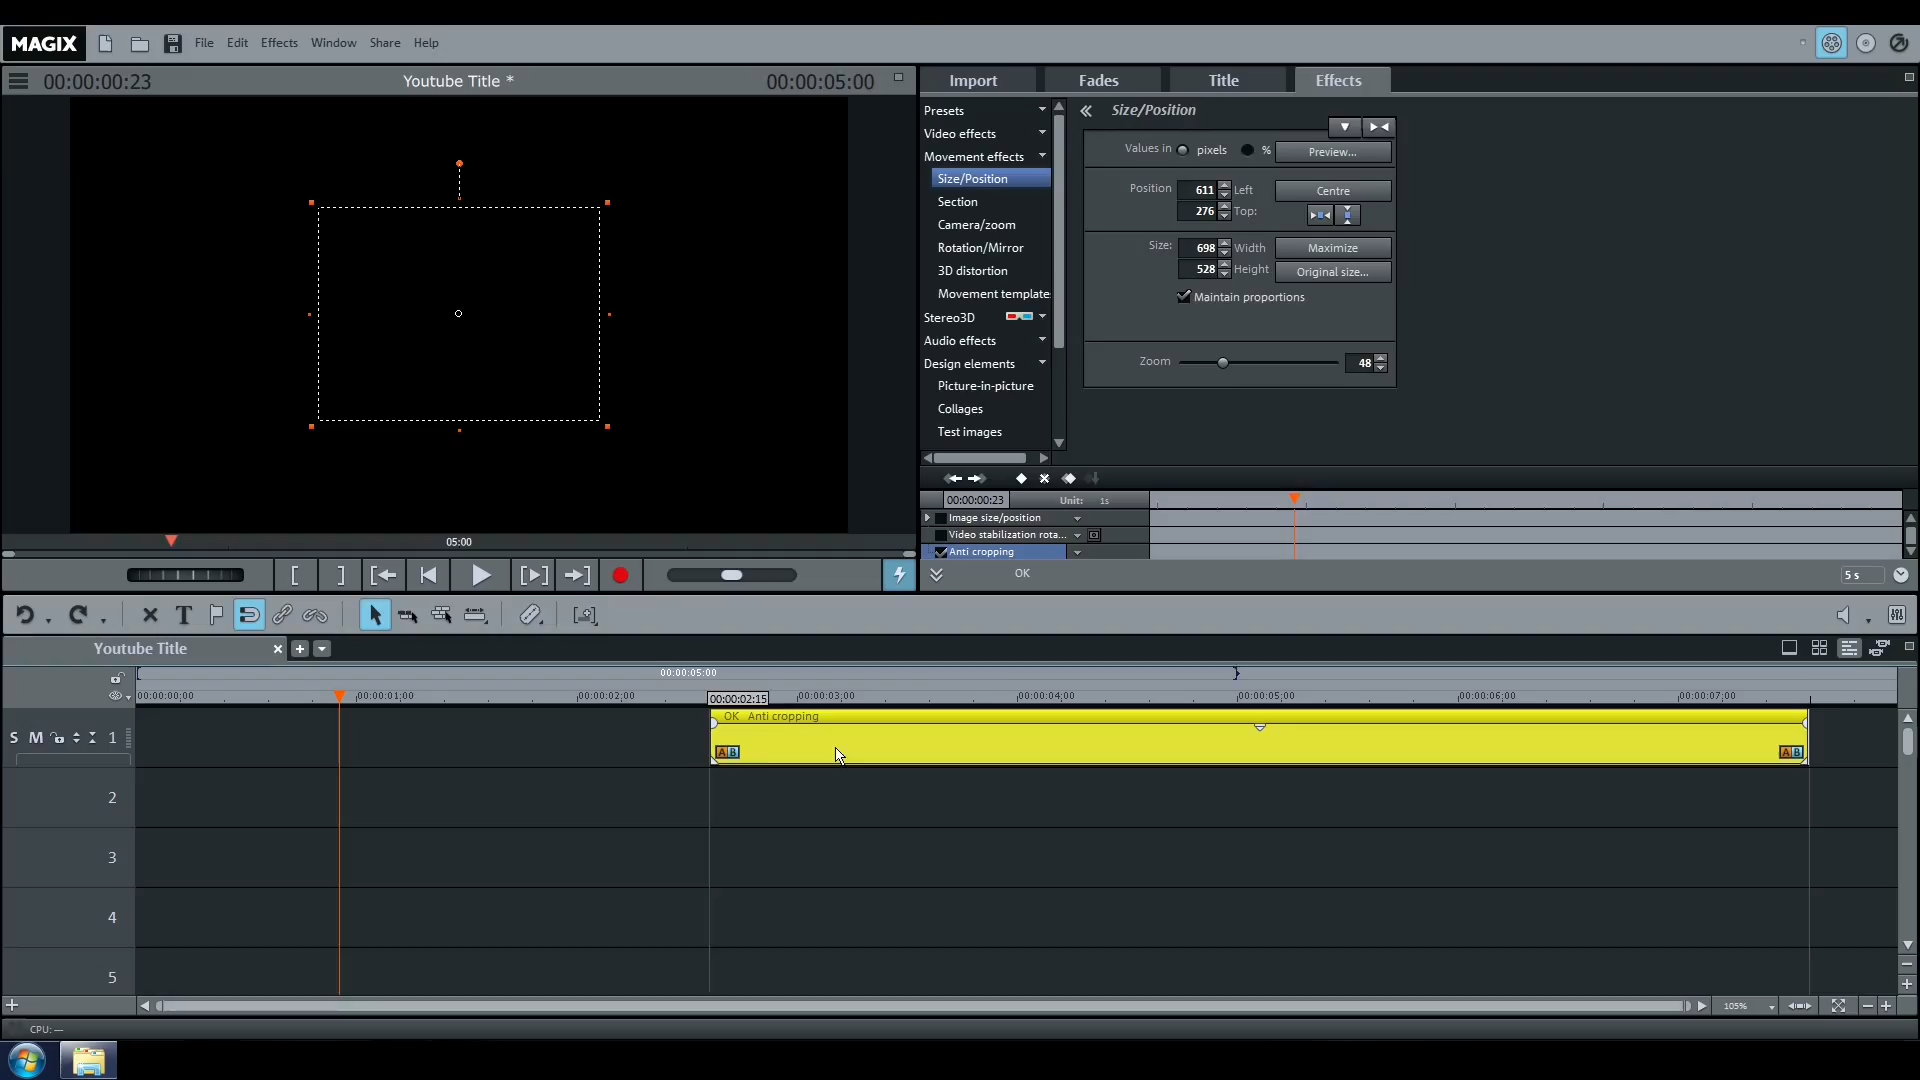 MAGIX File Edit Effects Window Share Help
00:00:00:23 Youtube Title * 00:00:05:00
Import Fades Title Effects
Presets
Video effects
Movement effects
Size/Position
Section
Camera/zoom
Rotation/Mirror
3D distortion
Movement template
Stereo3D
Audio effects
Design elements
Picture-in-picture
Collages
Test images
Size/Position
Values in pixels % Preview...
Position 611 Left Centre
276 Top:
Size: 698 Width Maximize
528 Height Original size...
Maintain proportions
Zoom 48
00:00:00:23 Unit: 1s
Image size/position
Video stabilization rota...
Anti cropping
OK 5 s
05:00
Youtube Title
00:00:05:00
00:00:00:00 00:00:01:00 00:00:02:00 00:00:02:15 00:00:03:00 00:00:04:00 00:00:05:00 00:00:06:00 00:00:07:00
OK Anti cropping
A B A B
S M 1
2
3
4
5
105%
CPU: —